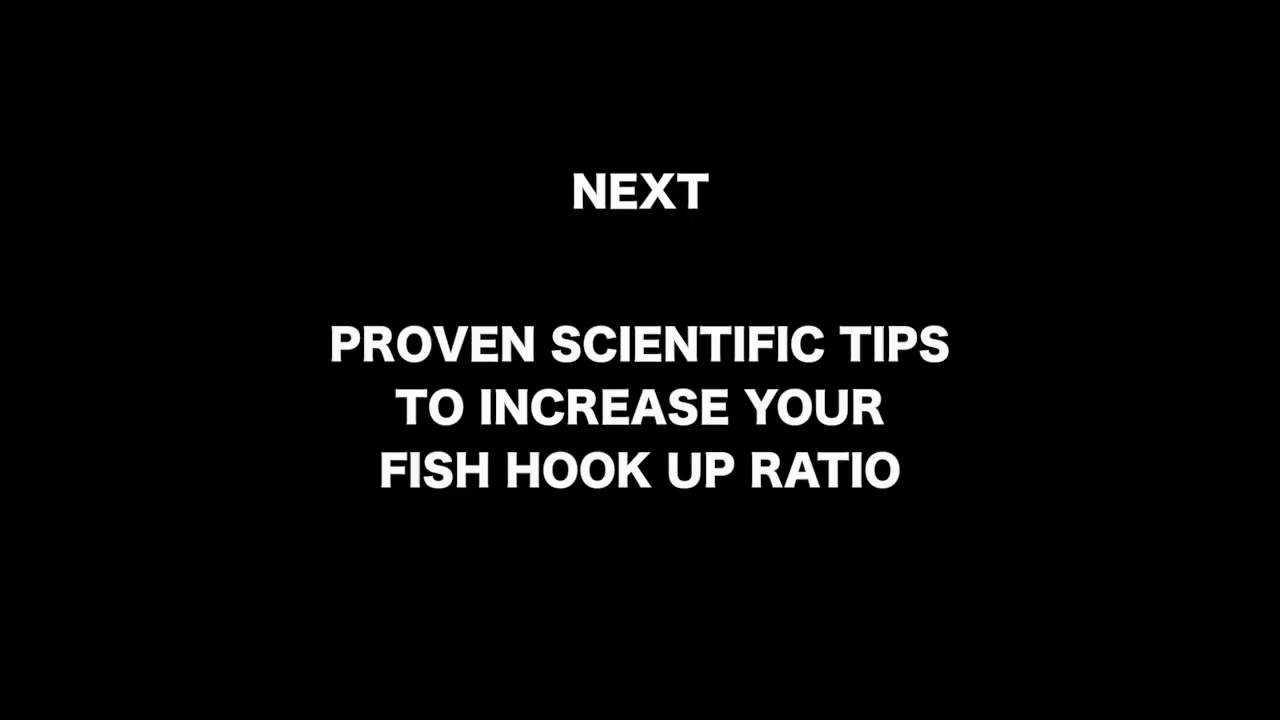 NEXT
PROVEN SCIENTIFIC TIPS
TO INCREASE YOUR
FISH HOOK UP RATIO